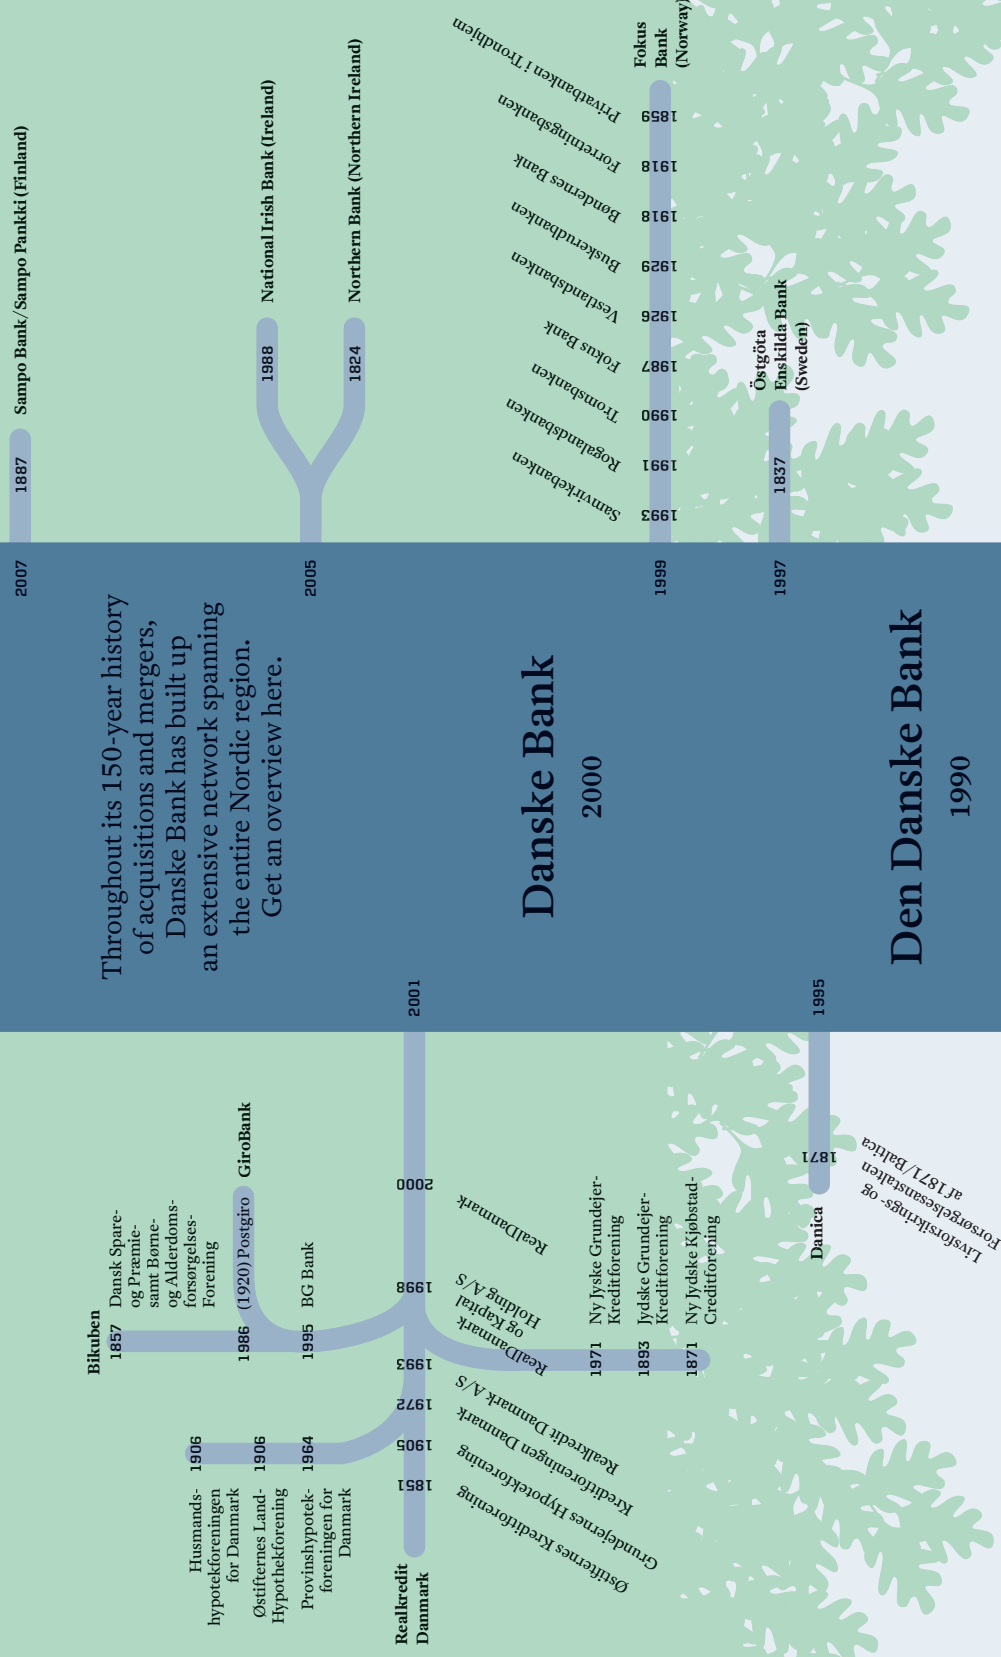 Throughout its 150-year history
of acquisitions and mergers,
Danske Bank has built up
an extensive network spanning
the entire Nordic region.
Get an overview here.
Danske Bank
2000
Den Danske Bank
1990
2007
1887
Sampo Bank/Sampo Pankki (Finland)
2005
1988
National Irish Bank (Ireland)
1824
Northern Bank (Northern Ireland)
1999
Fokus
Bank
(Norway)
1859
Privatbanken i Trondhjem
1918
Forretningsbanken
1918
Bøndernes Bank
1929
Buskerudbanken
1926
Vestlandsbanken
1987
Fokus Bank
1990
Tromsbanken
1991
Rogalandsbanken
1993
Samvirkebanken
1997
1837
Östgöta
Enskilda Bank
(Sweden)
2001
Bikuben
1857
Dansk Spare-
og Præmie-
samt Børne-
og Alderdoms-
forsørgelses-
Forening
GiroBank
1986
(1920) Postgiro
1995
BG Bank
1906
Husmands-
hypotekforeningen
for Danmark
1906
Østifternes Land-
Hypothekforening
1964
Provinshypotek-
foreningen for
Danmark
Realkredit
Danmark
1851
Østifternes Kreditforening
1905
Grundejernes Hypotekforening
1972
Kreditforeningen Danmark
1993
Realkredit Danmark A/S
1998
RealDanmark
og Kapital
Holding A/S
2000
RealDanmark
1971
Ny Jyske Grundejer-
Kreditforening
1893
Jydske Grundejer-
Kreditforening
1871
Ny Jydske Kjøbstad-
Creditforening
1995
Danica
1871
Livsforsikrings- og
Forsørgelsesanstalten
af 1871/Baltica